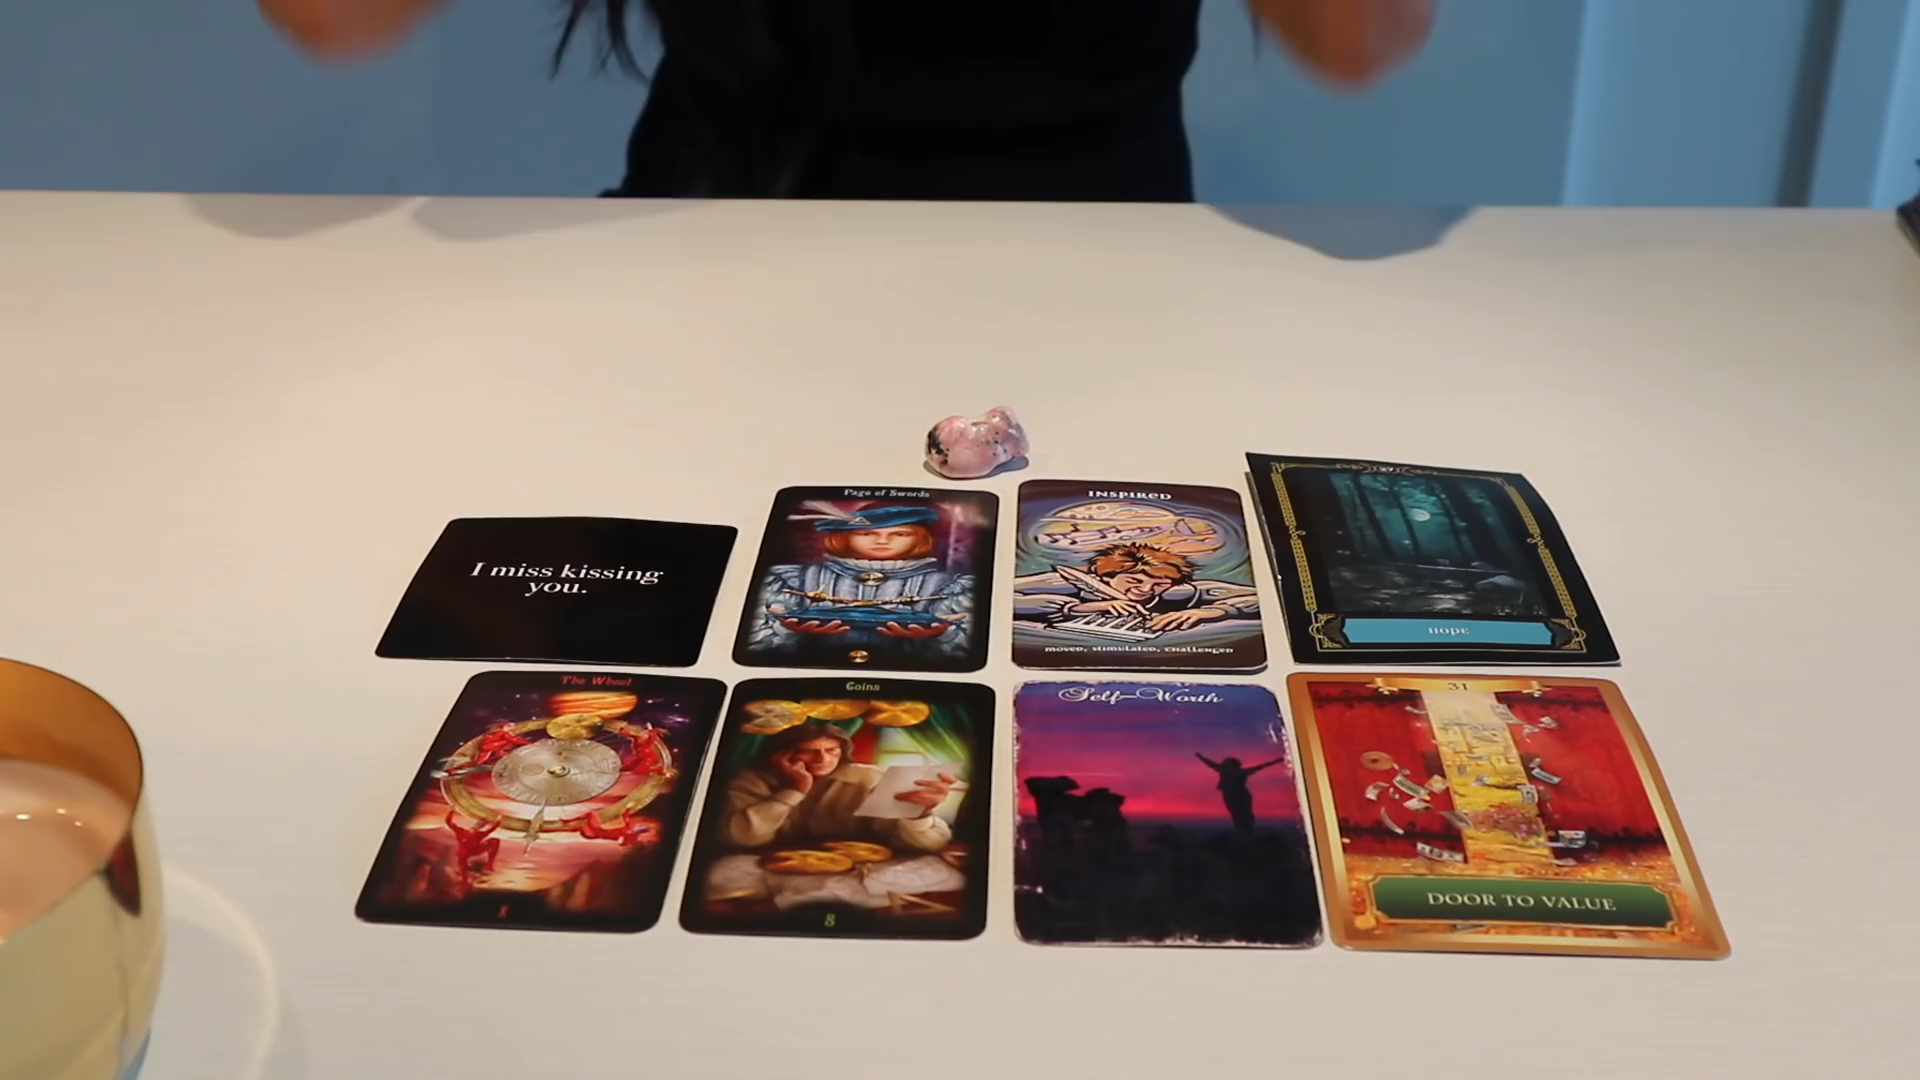 I miss kissing
you.
Page of Swords
INSPIRED
moved, stimulated, challenged
HOPE
The Wheel
X
Coins
8
Self-Worth
31
DOOR TO VALUE